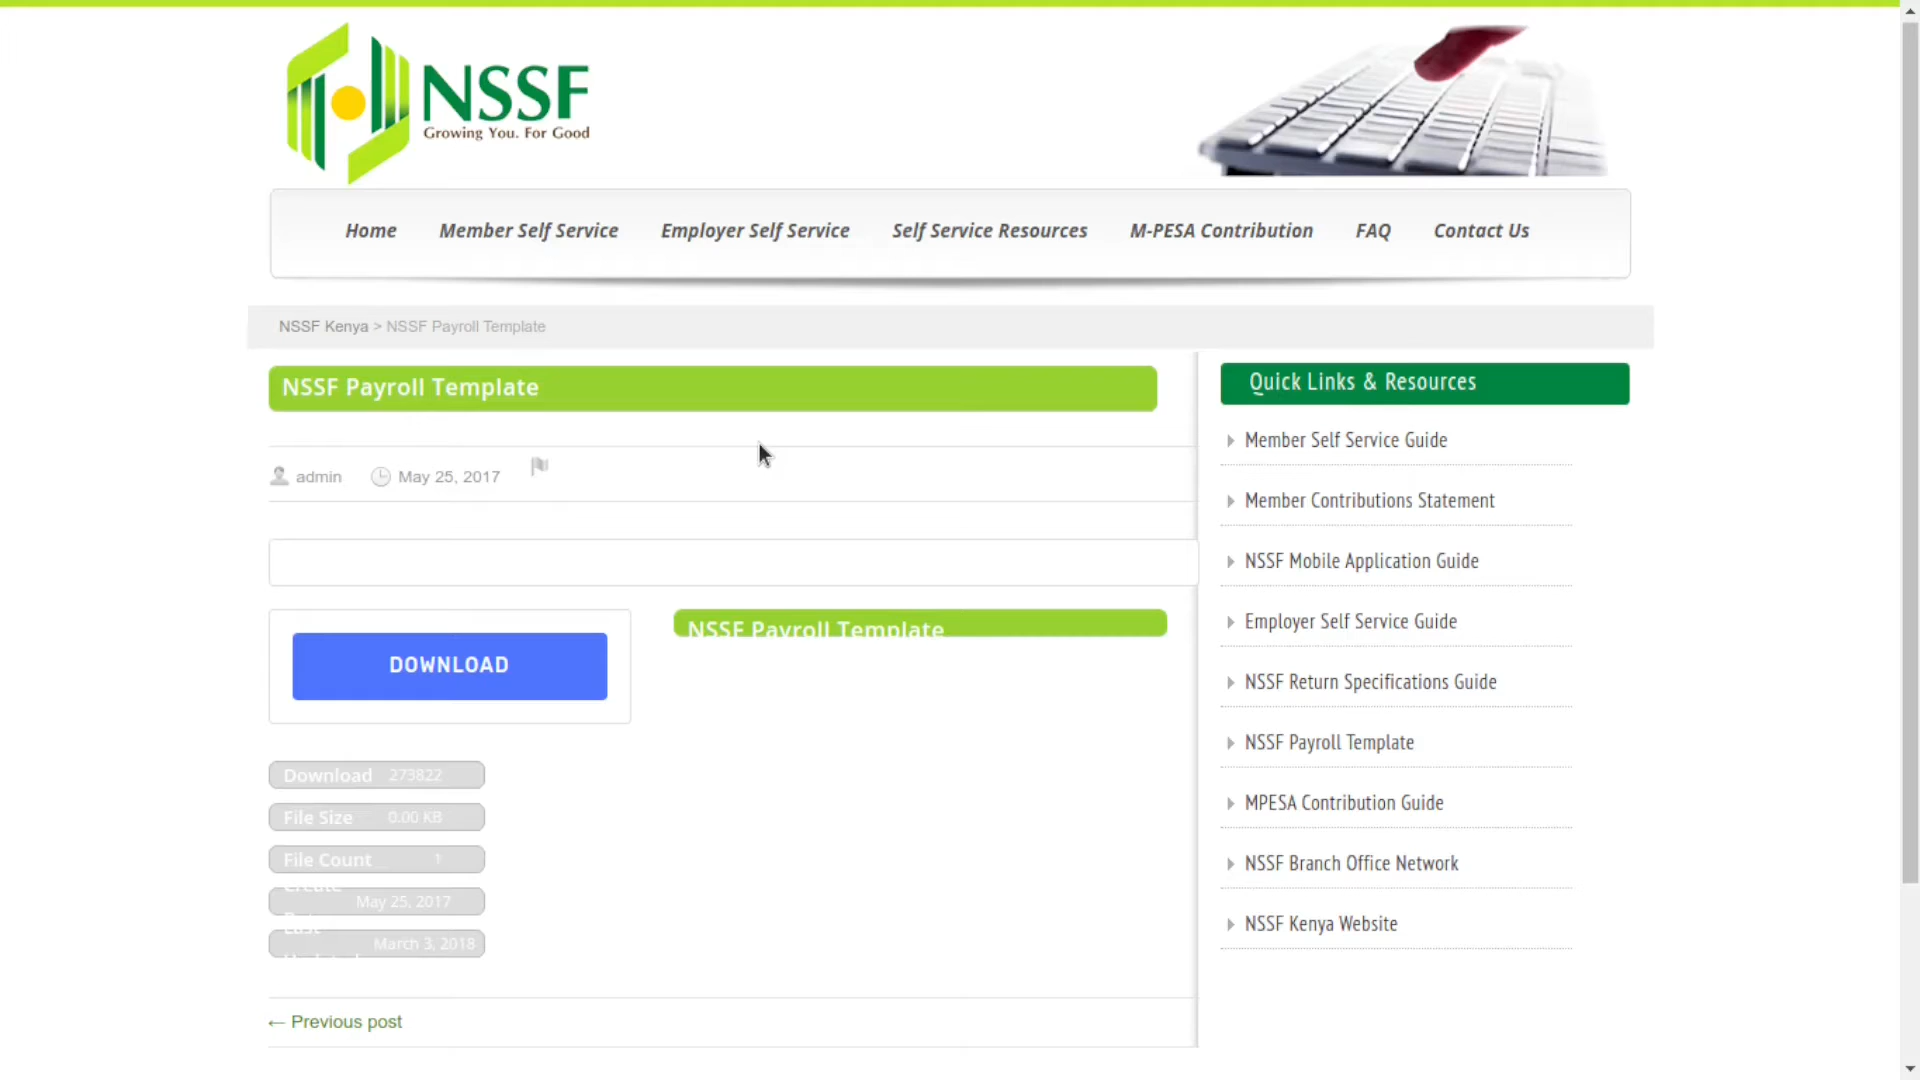 NSSF
Growing You. For Good
Home
Member Self Service
Employer Self Service
Self Service Resources
M-PESA Contribution
FAQ
Contact Us
NSSF Kenya > NSSF Payroll Template
NSSF Payroll Template
admin
May 25, 2017
DOWNLOAD
NSSF Payroll Template
Download 273822
File Size 0.00 KB
File Count 1
Create May 25, 2017
Last March 3, 2018
← Previous post
Quick Links & Resources
Member Self Service Guide
Member Contributions Statement
NSSF Mobile Application Guide
Employer Self Service Guide
NSSF Return Specifications Guide
NSSF Payroll Template
MPESA Contribution Guide
NSSF Branch Office Network
NSSF Kenya Website